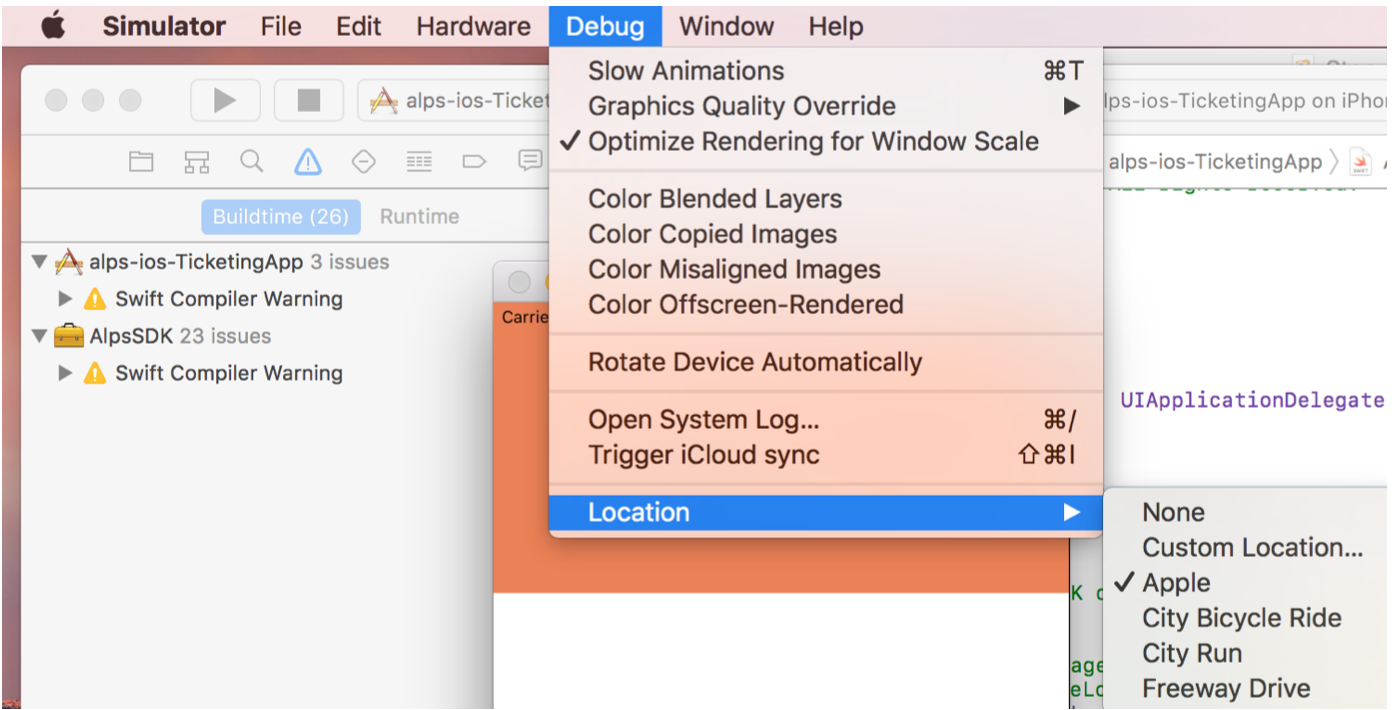 Simulator File Edit Hardware Debug Window Help
Slow Animations ⌘T
Graphics Quality Override ▶
✓ Optimize Rendering for Window Scale
Color Blended Layers
Color Copied Images
Color Misaligned Images
Color Offscreen-Rendered
Rotate Device Automatically
Open System Log... ⌘/
Trigger iCloud sync ⇧⌘I
Location ▶
None
Custom Location...
✓ Apple
City Bicycle Ride
City Run
Freeway Drive
alps-ios-Ticket
lps-ios-TicketingApp on iPho
alps-ios-TicketingApp
Buildtime (26) Runtime
alps-ios-TicketingApp 3 issues
Swift Compiler Warning
AlpsSDK 23 issues
Swift Compiler Warning
Carrie
UIApplicationDelegate
K
age